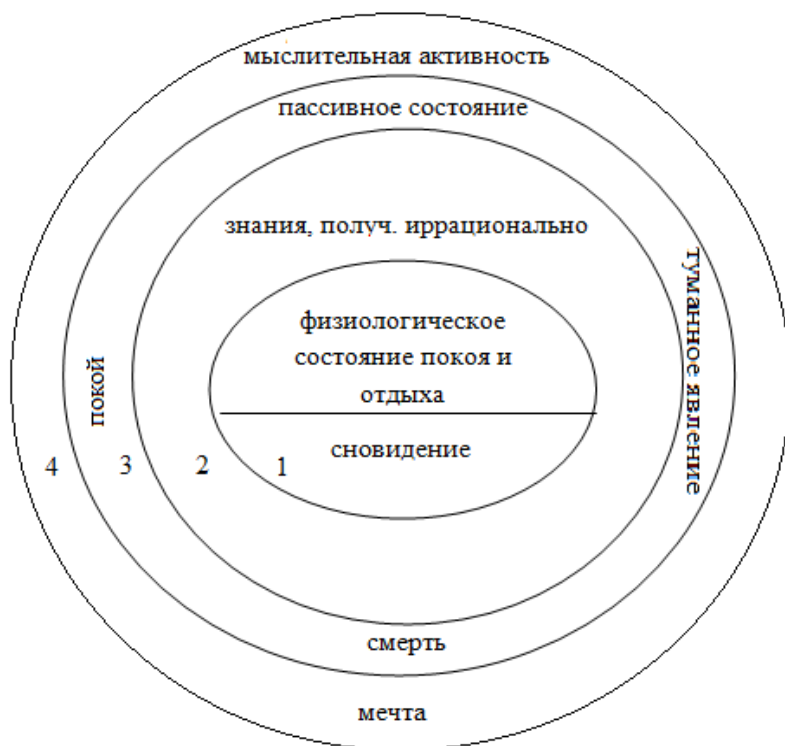 мыслительная активность
пассивное состояние
знания, получ. иррационально
туманное явление
физиологическое
состояние покоя и
отдыха
покой
сновидение
4
3
2
1
смерть
мечта